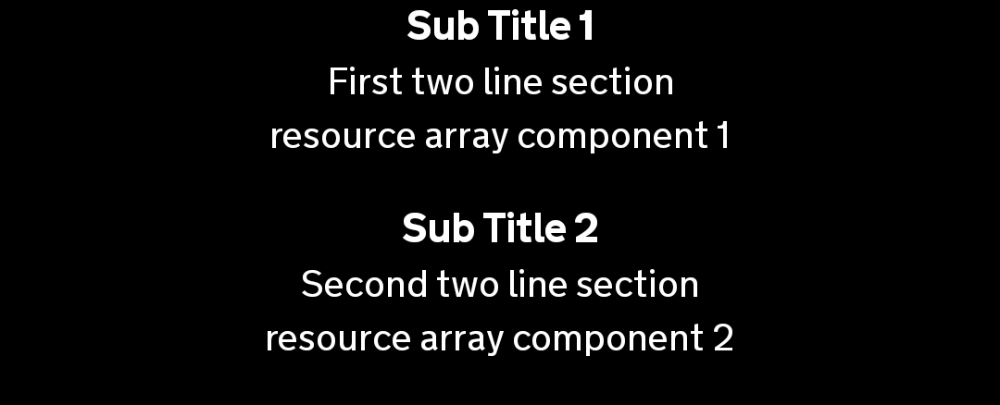 Sub Title 1
First two line section
resource array component 1
Sub Title 2
Second two line section
resource array component 2